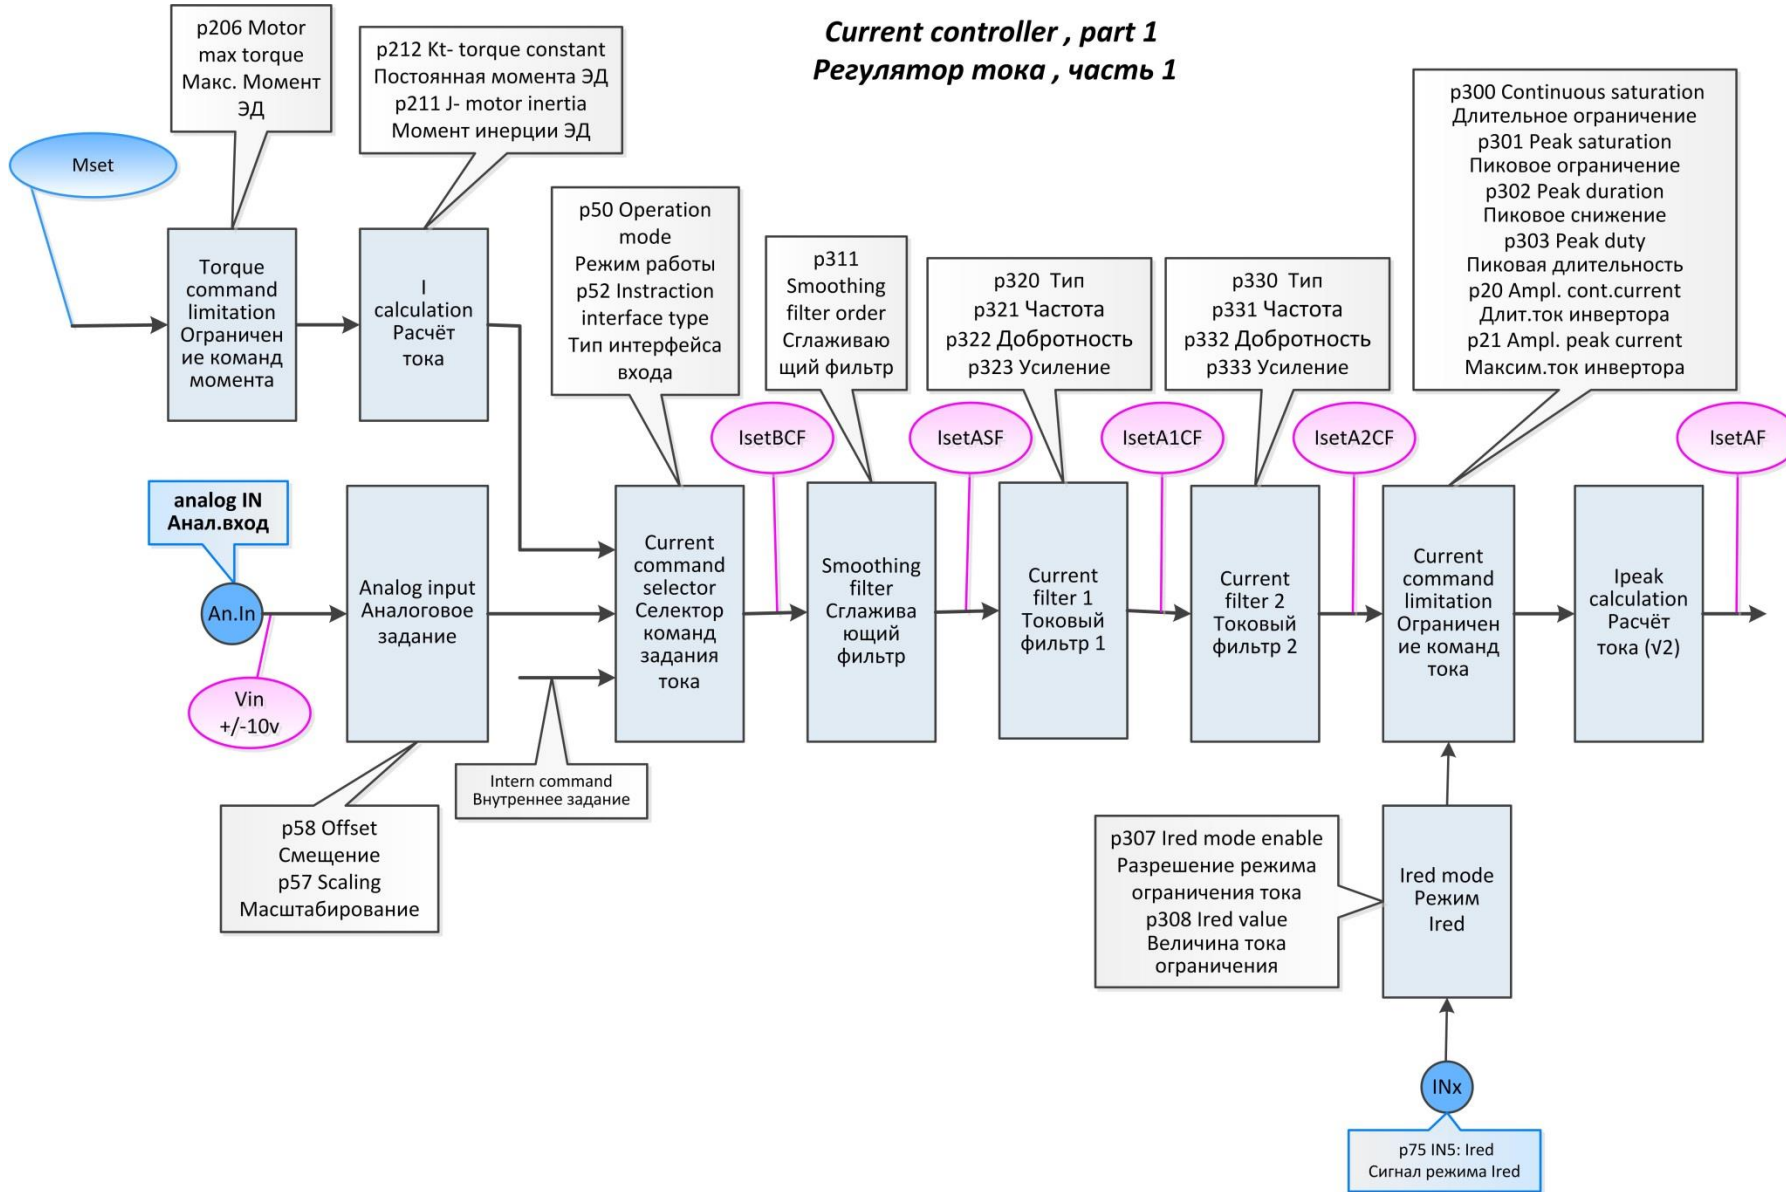 Current controller , part 1
Регулятор тока , часть 1
p206 Motor
max torque
Макс. Момент
ЭД
p212 Kt- torque constant
Постоянная момента ЭД
p211 J- motor inertia
Момент инерции ЭД
p300 Continuous saturation
Длительное ограничение
p301 Peak saturation
Пиковое ограничение
p302 Peak duration
Пиковое снижение
p303 Peak duty
Пиковая длительность
p20 Ampl. cont.current
Длит.ток инвертора
p21 Ampl. peak current
Максим.ток инвертора
Mset
Torque
command
limitation
Ограничен
ие команд
момента
I
calculation
Расчёт
тока
p50 Operation
mode
Режим работы
p52 Instraction
interface type
Тип интерфейса
входа
p311
Smoothing
filter order
Сглаживаю
щий фильтр
p320 Тип
p321 Частота
p322 Добротность
p323 Усиление
p330 Тип
p331 Частота
p332 Добротность
p333 Усиление
IsetBCF
IsetASF
IsetA1CF
IsetA2CF
IsetAF
analog IN
Анал.вход
An.In
Vin
+/-10v
Analog input
Аналоговое
задание
Current
command
selector
Селектор
команд
задания
тока
Smoothing
filter
Сглажива
ющий
фильтр
Current
filter 1
Токовый
фильтр 1
Current
filter 2
Токовый
фильтр 2
Current
command
limitation
Ограничен
ие команд
тока
Ipeak
calculation
Расчёт
тока (√2)
Intern command
Внутреннее задание
p58 Offset
Смещение
p57 Scaling
Масштабирование
p307 Ired mode enable
Разрешение режима
ограничения тока
p308 Ired value
Величина тока
ограничения
Ired mode
Режим
Ired
INx
p75 IN5: Ired
Сигнал режима Ired